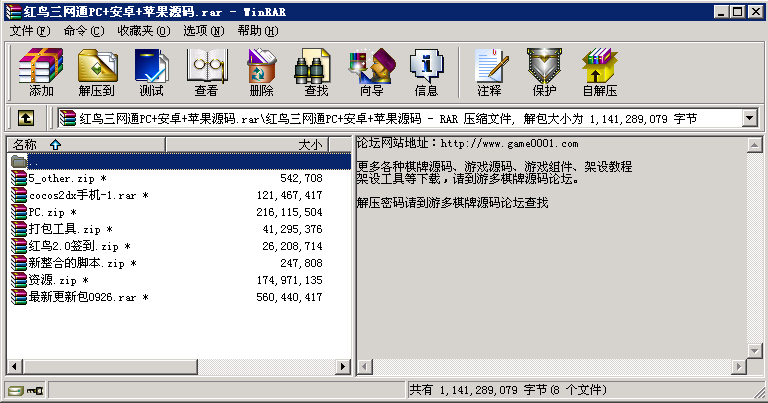 红鸟三网通PC+安卓+苹果源码.rar - WinRAR
文件(F) 命令(C) 收藏夹(O) 选项(N) 帮助(H)
添加 解压到 测试 查看 删除 查找 向导 信息 注释 保护 自解压
红鸟三网通PC+安卓+苹果源码.rar\红鸟三网通PC+安卓+苹果源码 - RAR 压缩文件, 解包大小为 1,141,289,079 字节
名称 大小
..
5_other.zip * 542,708
cocos2dx手机-1.rar * 121,467,417
PC.zip * 216,115,504
打包工具.zip * 41,295,376
红鸟2.0签到.zip * 26,208,714
新整合的脚本.zip * 247,808
资源.zip * 174,971,135
最新更新包0926.rar * 560,440,417
论坛网站地址：http://www.game0001.com
更多各种棋牌源码、游戏源码、游戏组件、架设教程
架设工具等下载，请到游多棋牌源码论坛。
解压密码请到游多棋牌源码论坛查找
共有 1,141,289,079 字节(8 个文件)